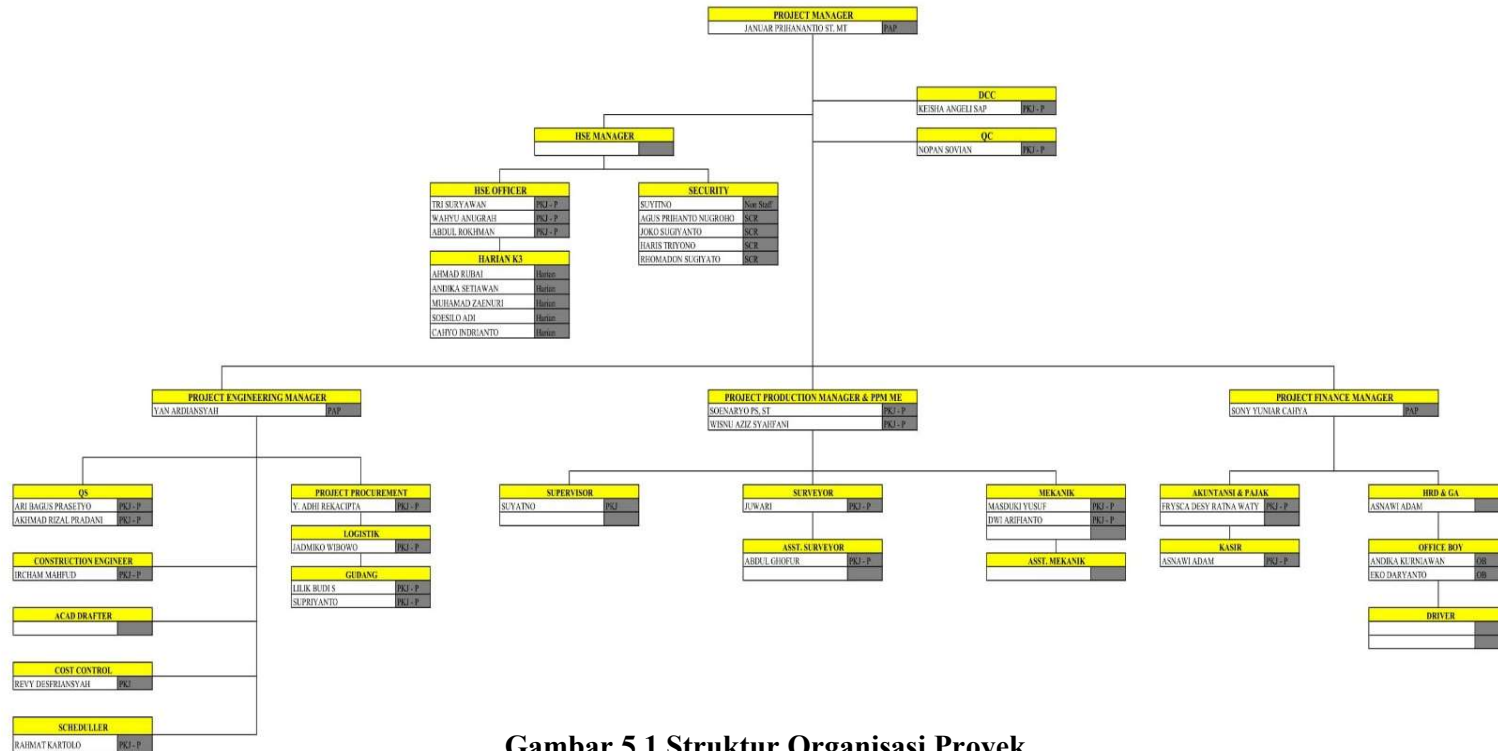 PROJECT MANAGER
JANUAR PRIHANANTIO ST. MT PAP
DCC
KEISHA ANGELI SAP PKJ - P
QC
NOPAN SOVIAN PKJ - P
HSE MANAGER
HSE OFFICER
TRI SURYAWAN PKJ - P
WAHYU ANUGRAH PKJ - P
ABDUL ROKHMAN PKJ - P
HARIAN K3
AHMAD RUBAI Harian
ANDIKA SETIAWAN Harian
MUHAMAD ZAENURI Harian
SOESILO ADI Harian
CAHYO INDRIANTO Harian
SECURITY
SUYITNO Non Staff
AGUS PRIHANTO NUGROHO SCR
JOKO SUGIYANTO SCR
HARIS TRIYONO SCR
RHOMADON SUGIYATO SCR
PROJECT ENGINEERING MANAGER
YAN ARDIANSYAH PAP
PROJECT PRODUCTION MANAGER & PPM ME
SOENARYO PS, ST PKJ - P
WISNU AZIZ SYAHFANI PKJ - P
PROJECT FINANCE MANAGER
SONY YUNIAR CAHYA PAP
QS
ARI BAGUS PRASETYO PKJ - P
AKHMAD RIZAL PRADANI PKJ - P
CONSTRUCTION ENGINEER
IRCHAM MAHFUD PKJ - P
ACAD DRAFTER
COST CONTROL
REVY DESFRIANSYAH PKJ
SCHEDULLER
RAHMAT KARTOLO PKJ - P
PROJECT PROCUREMENT
Y. ADHI REKACIPTA PKJ - P
LOGISTIK
JADMIKO WIBOWO PKJ - P
GUDANG
LILIK BUDI S PKJ - P
SUPRIYANTO PKJ - P
SUPERVISOR
SUYATNO PKJ
SURVEYOR
JUWARI PKJ - P
ASST. SURVEYOR
ABDUL GHOFUR PKJ - P
MEKANIK
MASDUKI YUSUF PKJ - P
DWI ARIFIANTO PKJ - P
ASST. MEKANIK
AKUNTANSI & PAJAK
FRYSCA DESY RATNA WATY PKJ - P
KASIR
ASNAWI ADAM PKJ - P
HRD & GA
ASNAWI ADAM
OFFICE BOY
ANDIKA KURNIAWAN OB
EKO DARYANTO OB
DRIVER
Gambar 5.1 Struktur Organisasi Proyek